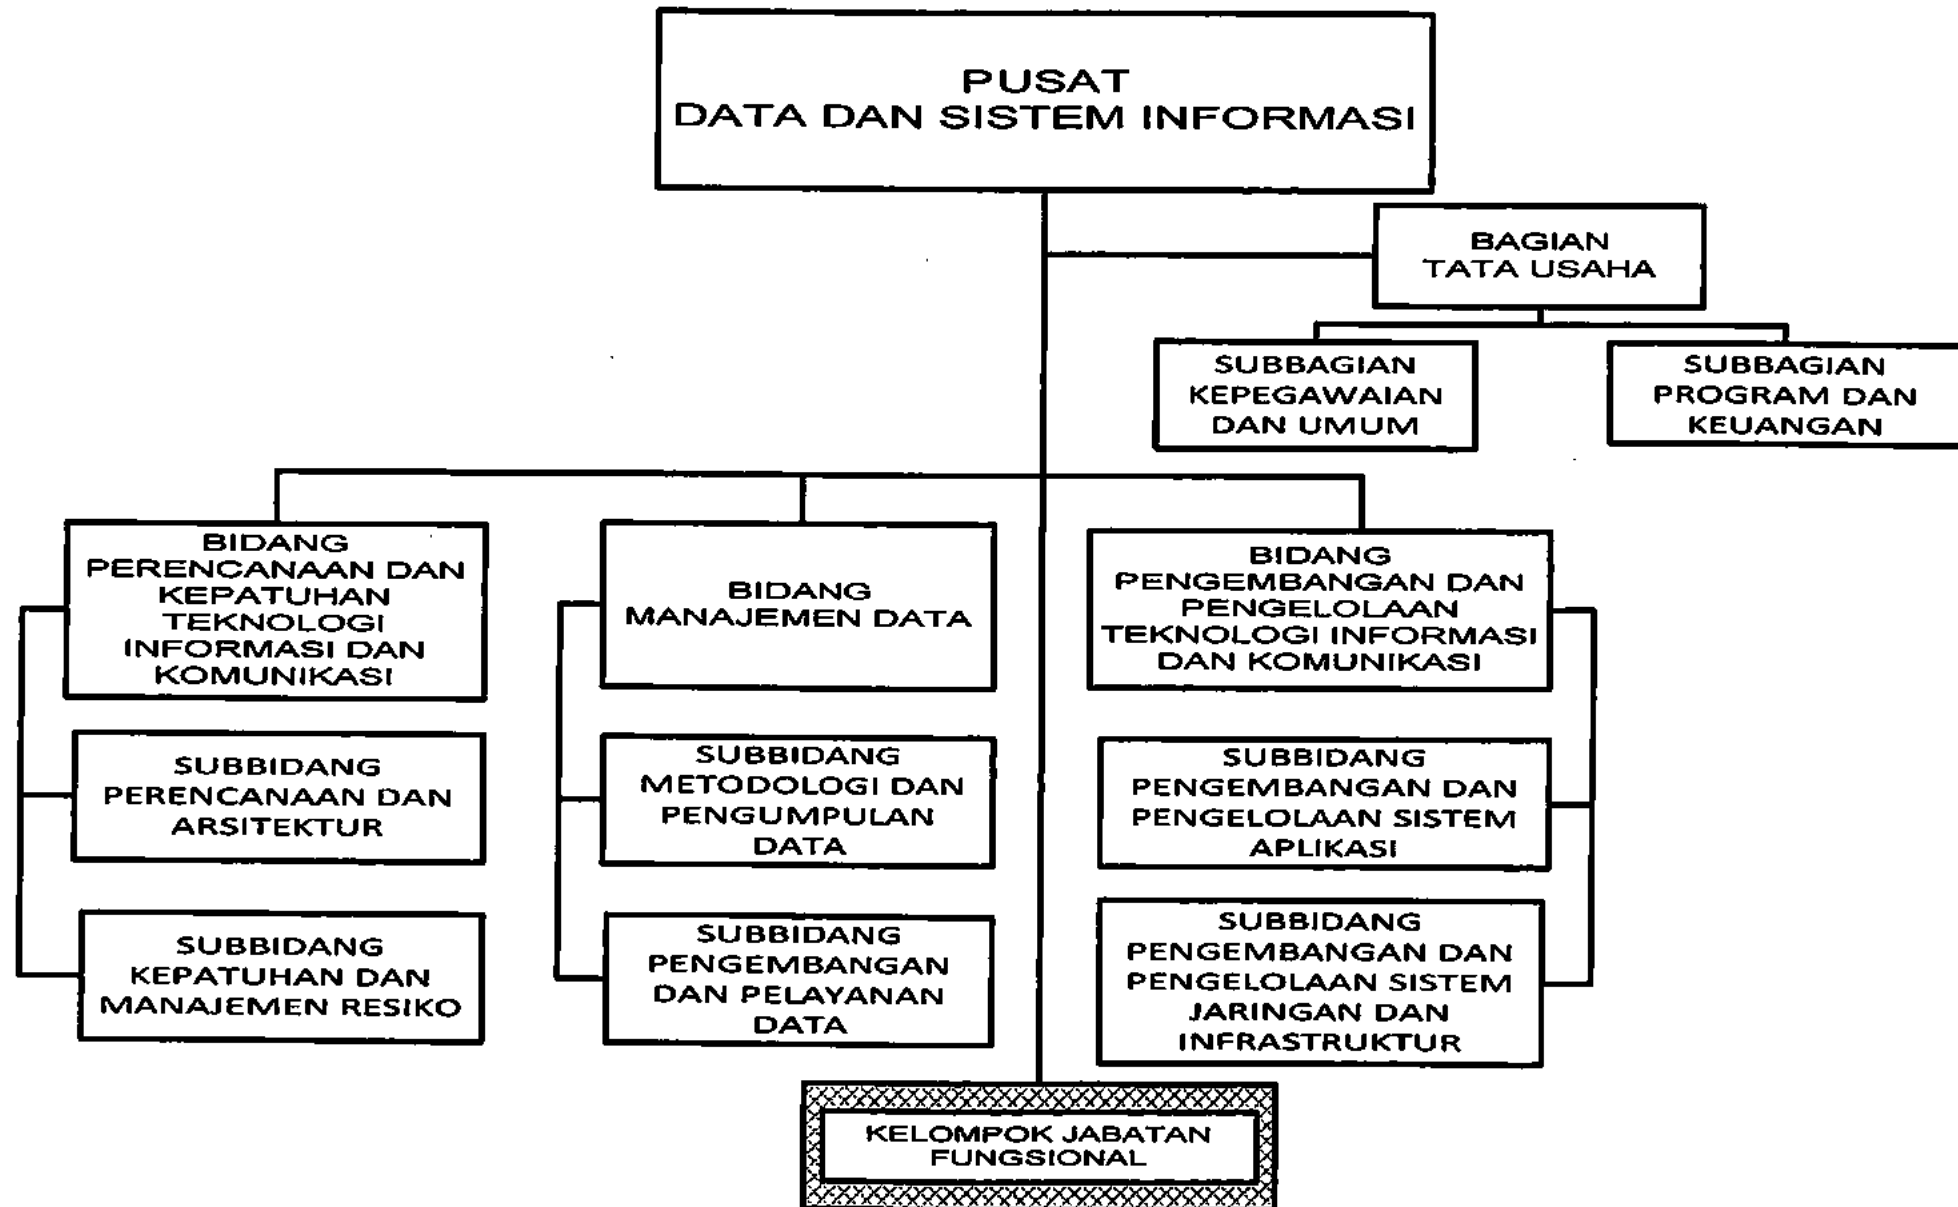 PUSAT
DATA DAN SISTEM INFORMASI
BAGIAN
TATA USAHA
SUBBAGIAN
KEPEGAWAIAN
DAN UMUM
SUBBAGIAN
PROGRAM DAN
KEUANGAN
BIDANG
PERENCANAAN DAN
KEPATUHAN
TEKNOLOGI
INFORMASI DAN
KOMUNIKASI
SUBBIDANG
PERENCANAAN DAN
ARSITEKTUR
SUBBIDANG
KEPATUHAN DAN
MANAJEMEN RESIKO
BIDANG
MANAJEMEN DATA
SUBBIDANG
METODOLOGI DAN
PENGUMPULAN
DATA
SUBBIDANG
PENGEMBANGAN
DAN PELAYANAN
DATA
BIDANG
PENGEMBANGAN DAN
PENGELOLAAN
TEKNOLOGI INFORMASI
DAN KOMUNIKASI
SUBBIDANG
PENGEMBANGAN DAN
PENGELOLAAN SISTEM
APLIKASI
SUBBIDANG
PENGEMBANGAN DAN
PENGELOLAAN SISTEM
JARINGAN DAN
INFRASTRUKTUR
KELOMPOK JABATAN
FUNGSIONAL